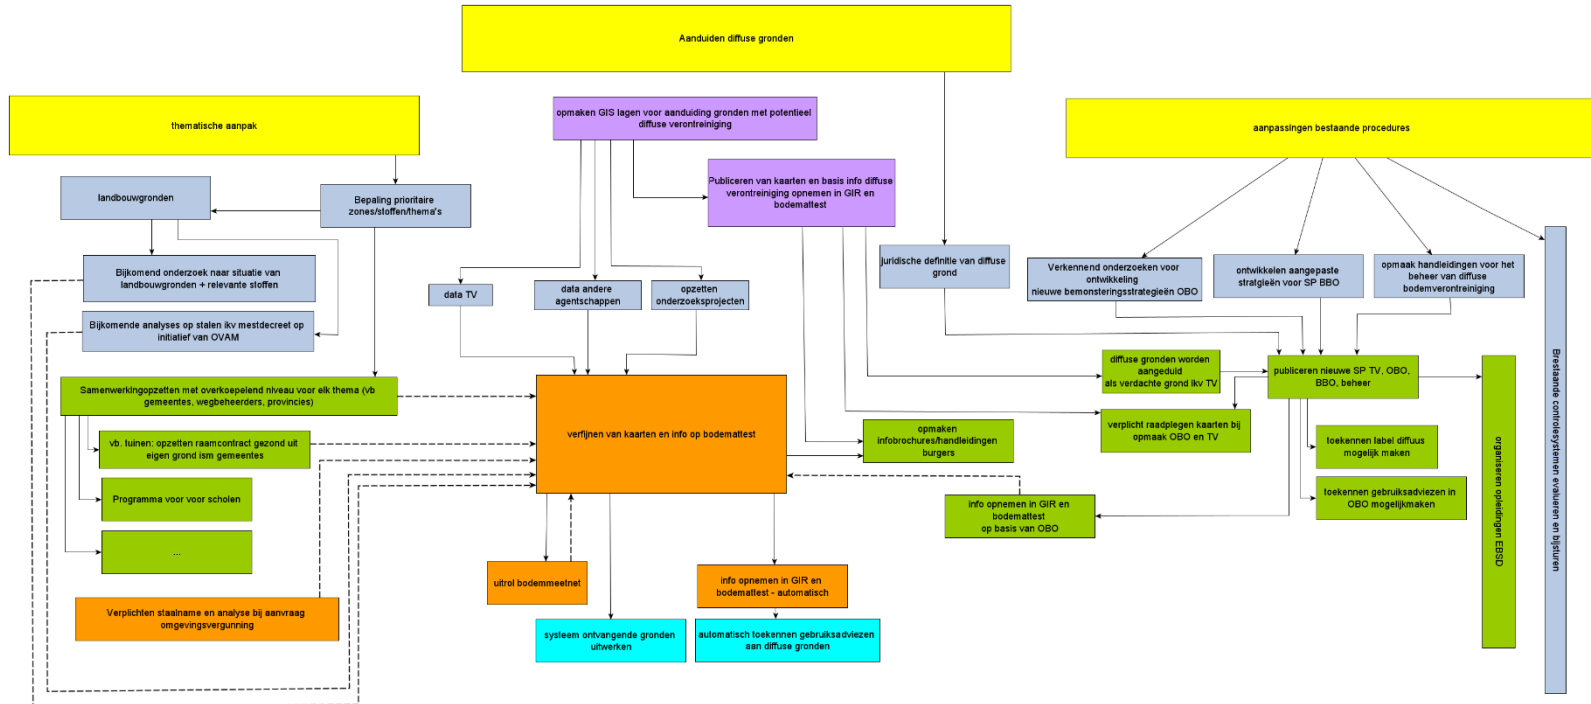 Aanduiden diffuse gronden
thematische aanpak
opmaken GIS lagen voor aanduiding gronden met potentieel
diffuse verontreiniging
aanpassingen bestaande procedures
landbouwgronden
Bepaling prioritaire
zones/stoffen/thema's
Publiceren van kaarten en basis info diffuse
verontreiniging opnemen in GIR en
bodemattest
juridische definitie van diffuse
grond
Verkennend onderzoeken voor
ontwikkeling
nieuwe bemonsteringsstrategieën OBO
ontwikkelen aangepaste
stratgieën voor SP BBO
opmaak handleidingen voor het
beheer van diffuse
bodemverontreiniging
Bijkomend onderzoek naar situatie van
landbouwgronden + relevante stoffen
data TV
data andere
agentschappen
opzetten
onderzoeksprojecten
Bijkomende analyses op stalen ikv mestdecreet op
initiatief van OVAM
Samenwerkingopzetten met overkoepelend niveau voor elk thema (vb
gemeentes, wegbeheerders, provincies)
diffuse gronden worden
aangeduid
als verdachte grond ikv TV
publiceren nieuwe SP TV, OBO,
BBO, beheer
verfijnen van kaarten en info op bodemattest
verplicht raadplegen kaarten bij
opmaak OBO en TV
vb. tuinen: opzetten raamcontract gezond uit
eigen grond ism gemeentes
opmaken
infobrochures/handleidingen
burgers
toekennen label diffuus
mogelijk maken
Programma voor voor scholen
toekennen gebruiksadviezen in
OBO mogelijkmaken
info opnemen in GIR en
bodemattest
op basis van OBO
...
uitrol bodemmeetnet
info opnemen in GIR en
bodemattest - automatisch
Verplichten staalname en analyse bij aanvraag
omgevingsvergunning
systeem ontvangende gronden
uitwerken
automatisch toekennen gebruiksadviezen
aan diffuse gronden
organiseren opleidingen EBSD
Brestaande controlesystemen evalueren en bijsturen